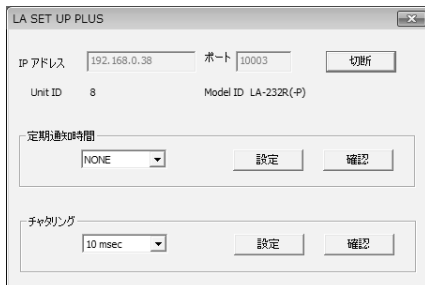 LA SET UP PLUS
IP アドレス 192.168.0.38 ポート 10003 切断
Unit ID 8 Model ID LA-232R(-P)
定期通知時間
NONE 設定 確認
チャタリング
10 msec 設定 確認